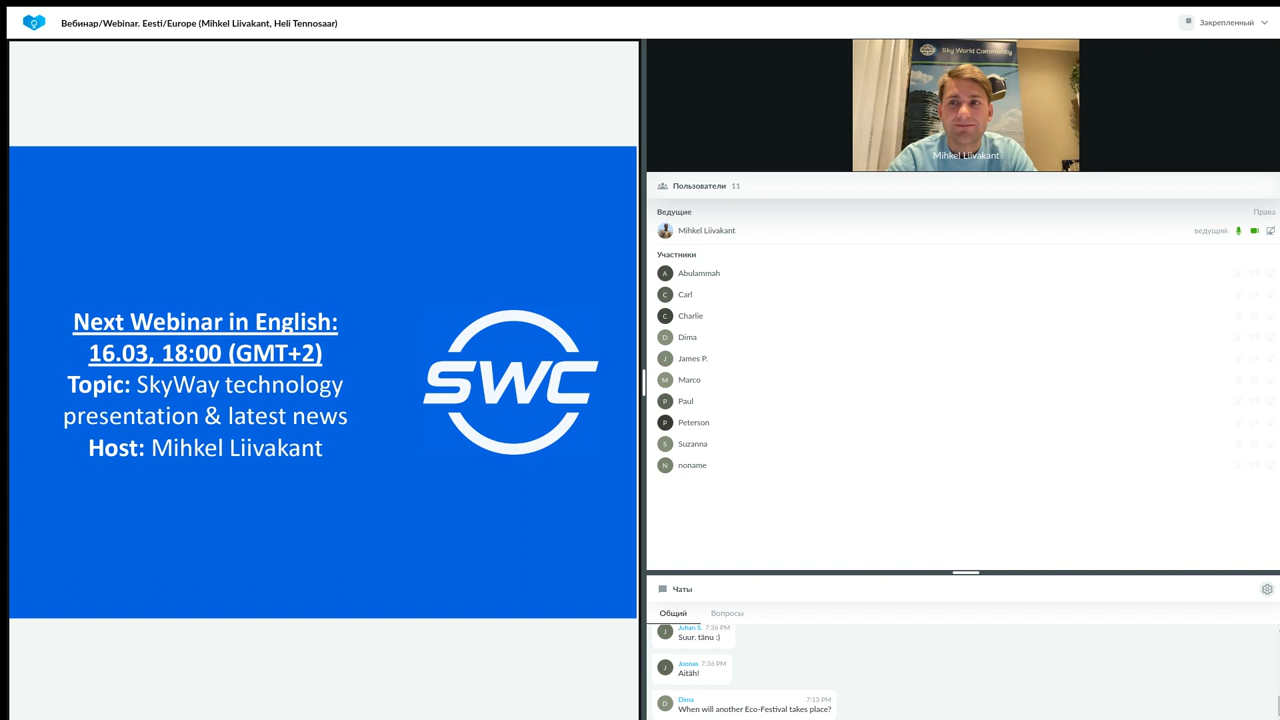 Вебинар/Webinar. Eesti/Europe (Mihkel Liivakant, Heli Tennosaar)
Закрепленный
Next Webinar in English:
16.03, 18:00 (GMT+2)
Topic: SkyWay technology
presentation & latest news
Host: Mihkel Liivakant
SWC
Sky World Community
Mihkel Liivakant
Пользователи 11
Ведущие Права
Mihkel Liivakant ведущий
Участники
A Abulammah
C Carl
C Charlie
D Dima
J James P.
M Marco
P Paul
P Peterson
S Suzanna
N noname
Чаты
Общий Вопросы
J Juhan S. 7:36 PM
Suur. tänu :)
J Joonas 7:36 PM
Aitäh!
D Dima 7:13 PM
When will another Eco-Festival takes place?